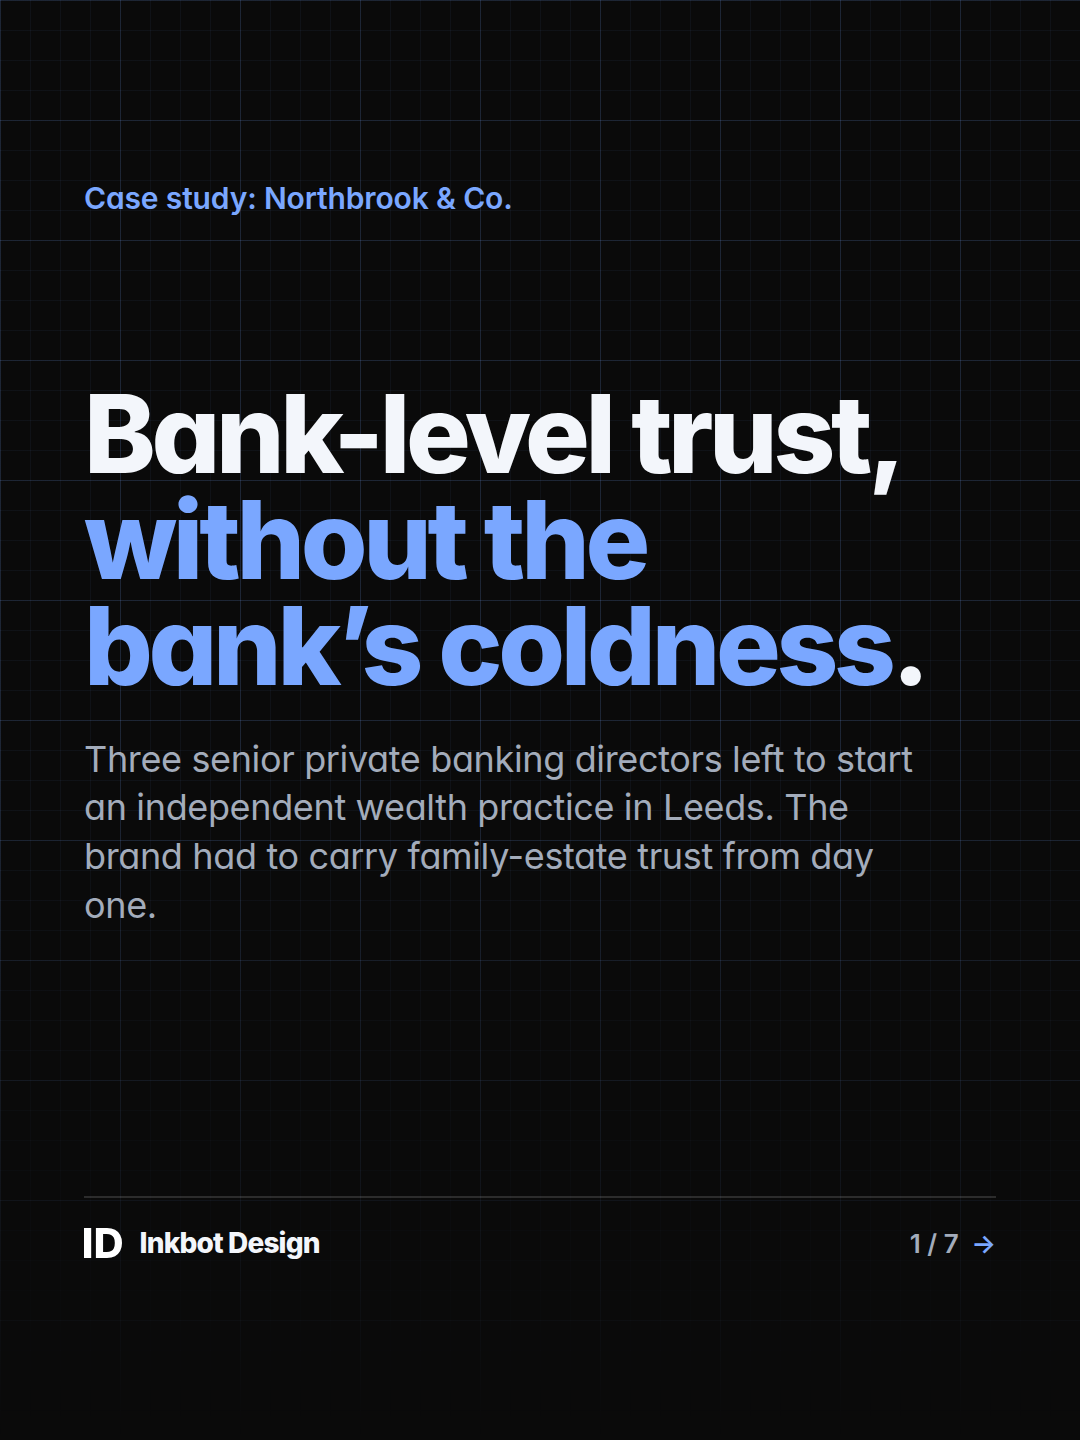 Case study: Northbrook & Co.
Bank-level trust,
without the
bank’s coldness.
Three senior private banking directors left to start
an independent wealth practice in Leeds. The
brand had to carry family-estate trust from day
one.
ID Inkbot Design
1 / 7 →